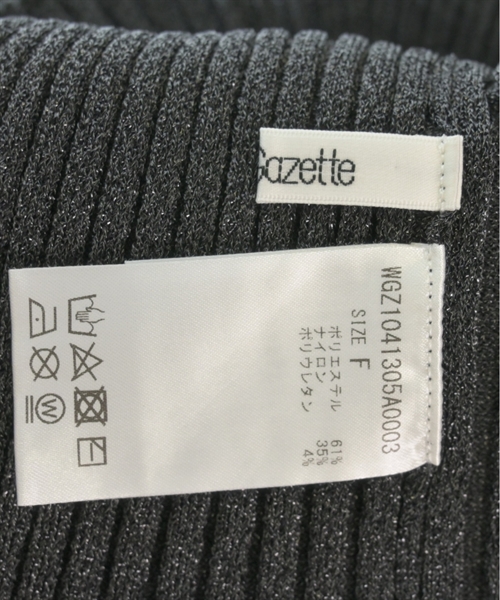 Gazette
WGZ1041305A0003
SIZE F
ポリエステル 61%
ナイロン 35%
ポリウレタン 4%
W